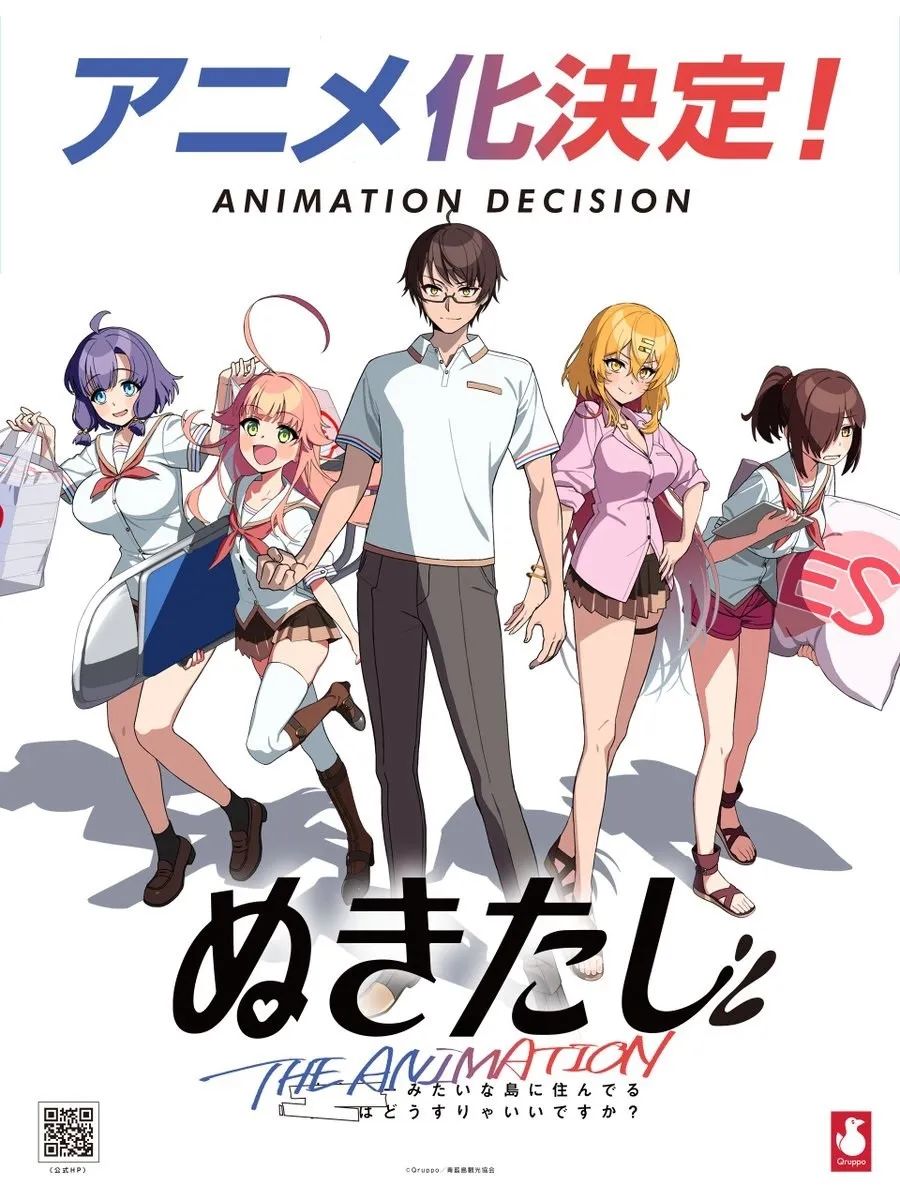 アニメ化決定！
ANIMATION DECISION
ES
ぬきたし
THE ANIMATION
みたいな島に住んでる
はどうすりゃいいですか？
（公式HP）
©Qruppo／青藍島観光協会
Qruppo